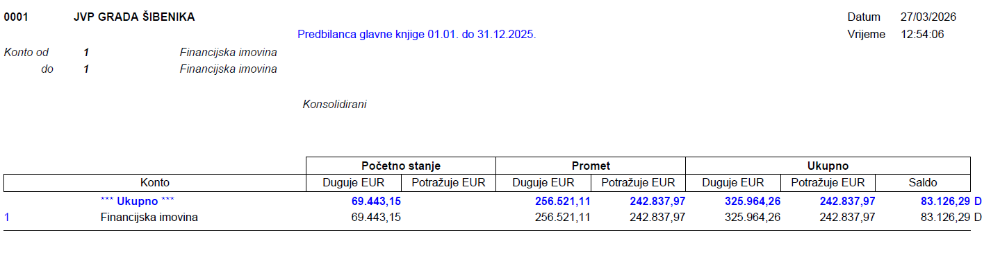 0001 JVP GRADA ŠIBENIKA Datum 27/03/2026
Predbilanca glavne knjige 01.01. do 31.12.2025. Vrijeme 12:54:06
Konto od 1 Financijska imovina
do 1 Financijska imovina
Konsolidirani
Početno stanje Promet Ukupno
Konto Duguje EUR Potražuje EUR Duguje EUR Potražuje EUR Duguje EUR Potražuje EUR Saldo
*** Ukupno *** 69.443,15 256.521,11 242.837,97 325.964,26 242.837,97 83.126,29 D
1 Financijska imovina 69.443,15 256.521,11 242.837,97 325.964,26 242.837,97 83.126,29 D